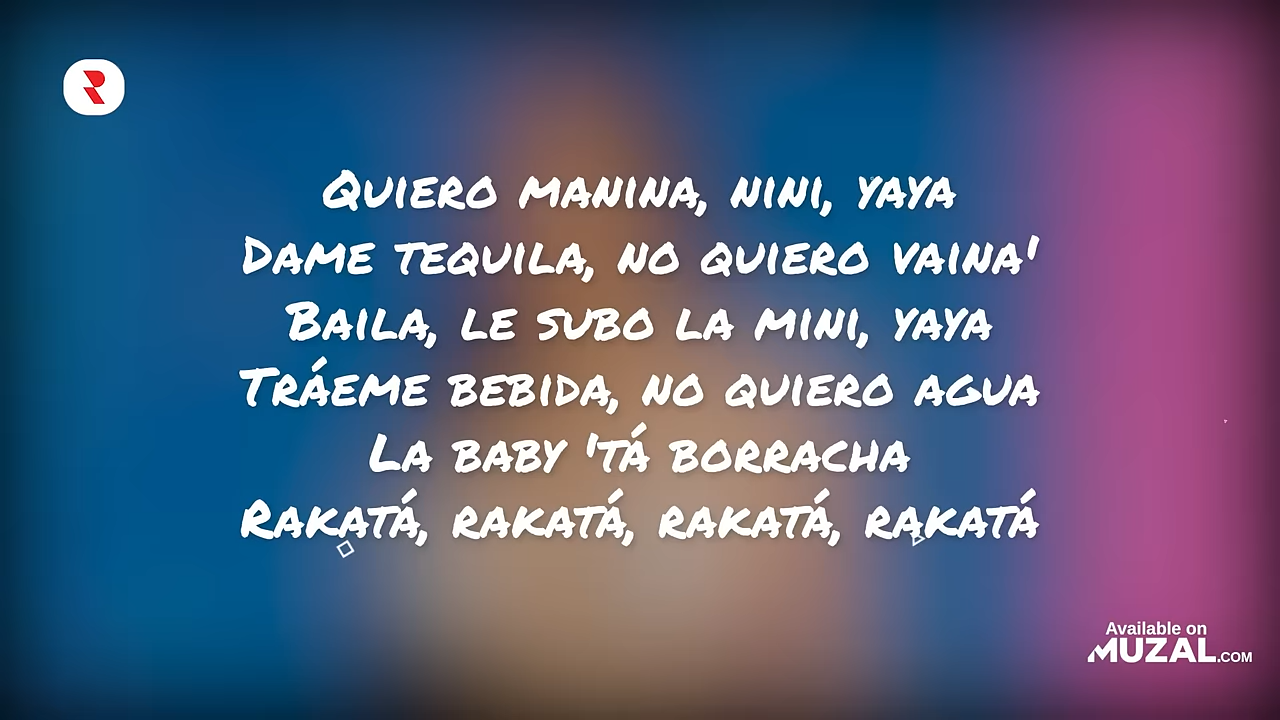 Quiero manina, nini, yaya
Dame tequila, no quiero vaina'
Baila, le subo la mini, yaya
Tráeme bebida, no quiero agua
La baby 'tá borracha
Rakatá, rakatá, rakatá, rakatá
Available on
MUZAL.COM